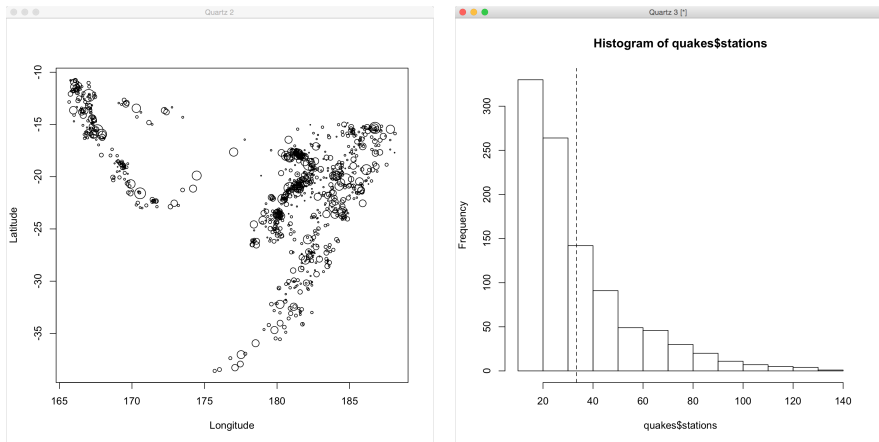 Quartz 2
-10
-15
-20
-25
-30
-35
Latitude
165 170 175 180 185
Longitude
Quartz 3 [*]
Histogram of quakes$stations
300
250
200
150
100
50
0
Frequency
20 40 60 80 100 120 140
quakes$stations